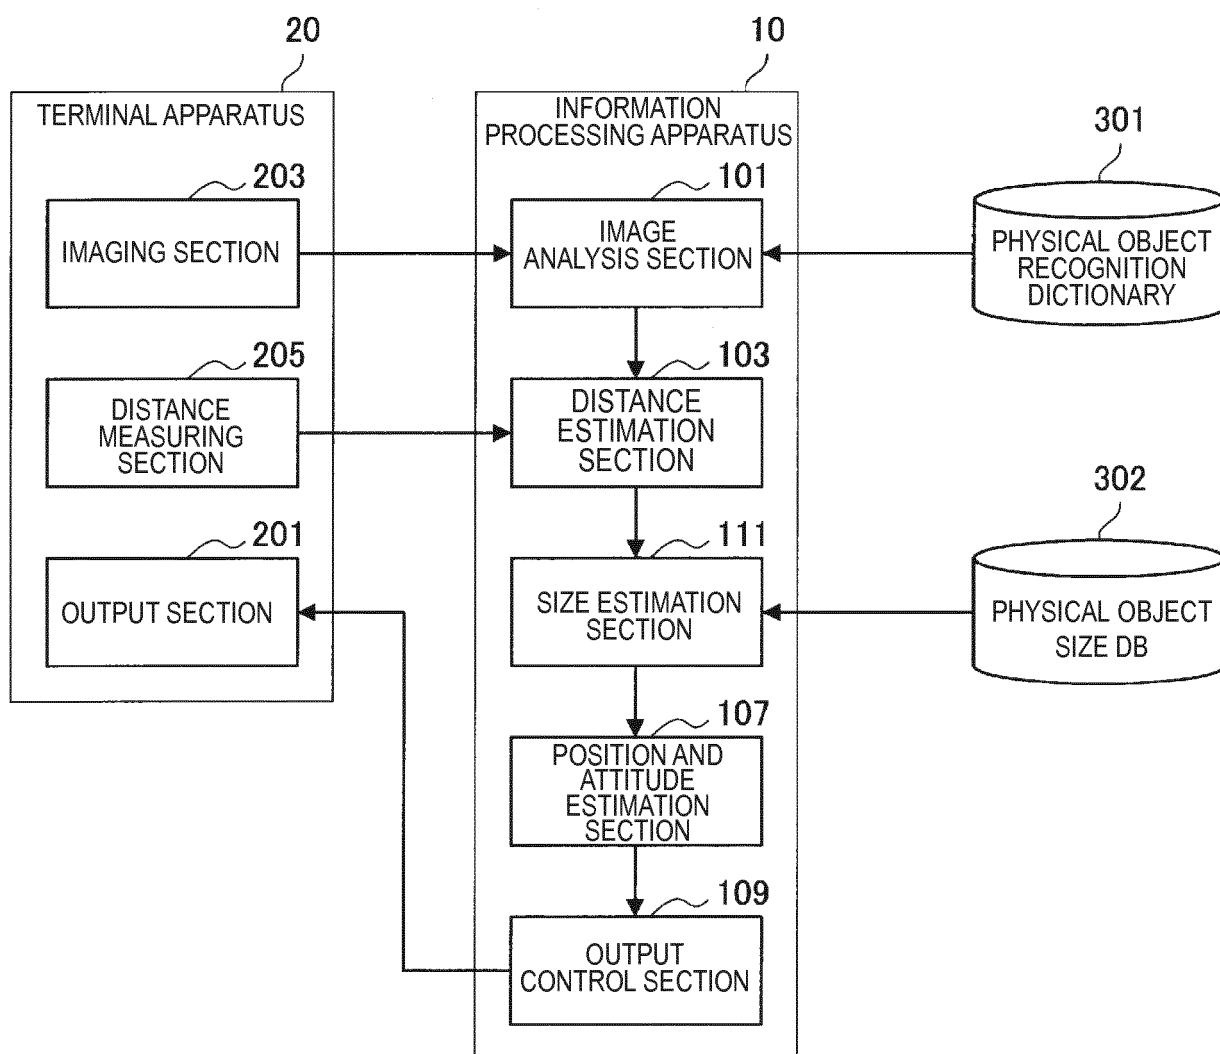 20
10
TERMINAL APPARATUS
INFORMATION
PROCESSING APPARATUS
301
203
101
IMAGING SECTION
IMAGE
ANALYSIS SECTION
PHYSICAL OBJECT
RECOGNITION
DICTIONARY
205
103
DISTANCE
MEASURING
SECTION
DISTANCE
ESTIMATION
SECTION
302
201
111
OUTPUT SECTION
SIZE ESTIMATION
SECTION
PHYSICAL OBJECT
SIZE DB
107
POSITION AND
ATTITUDE
ESTIMATION
SECTION
109
OUTPUT
CONTROL SECTION